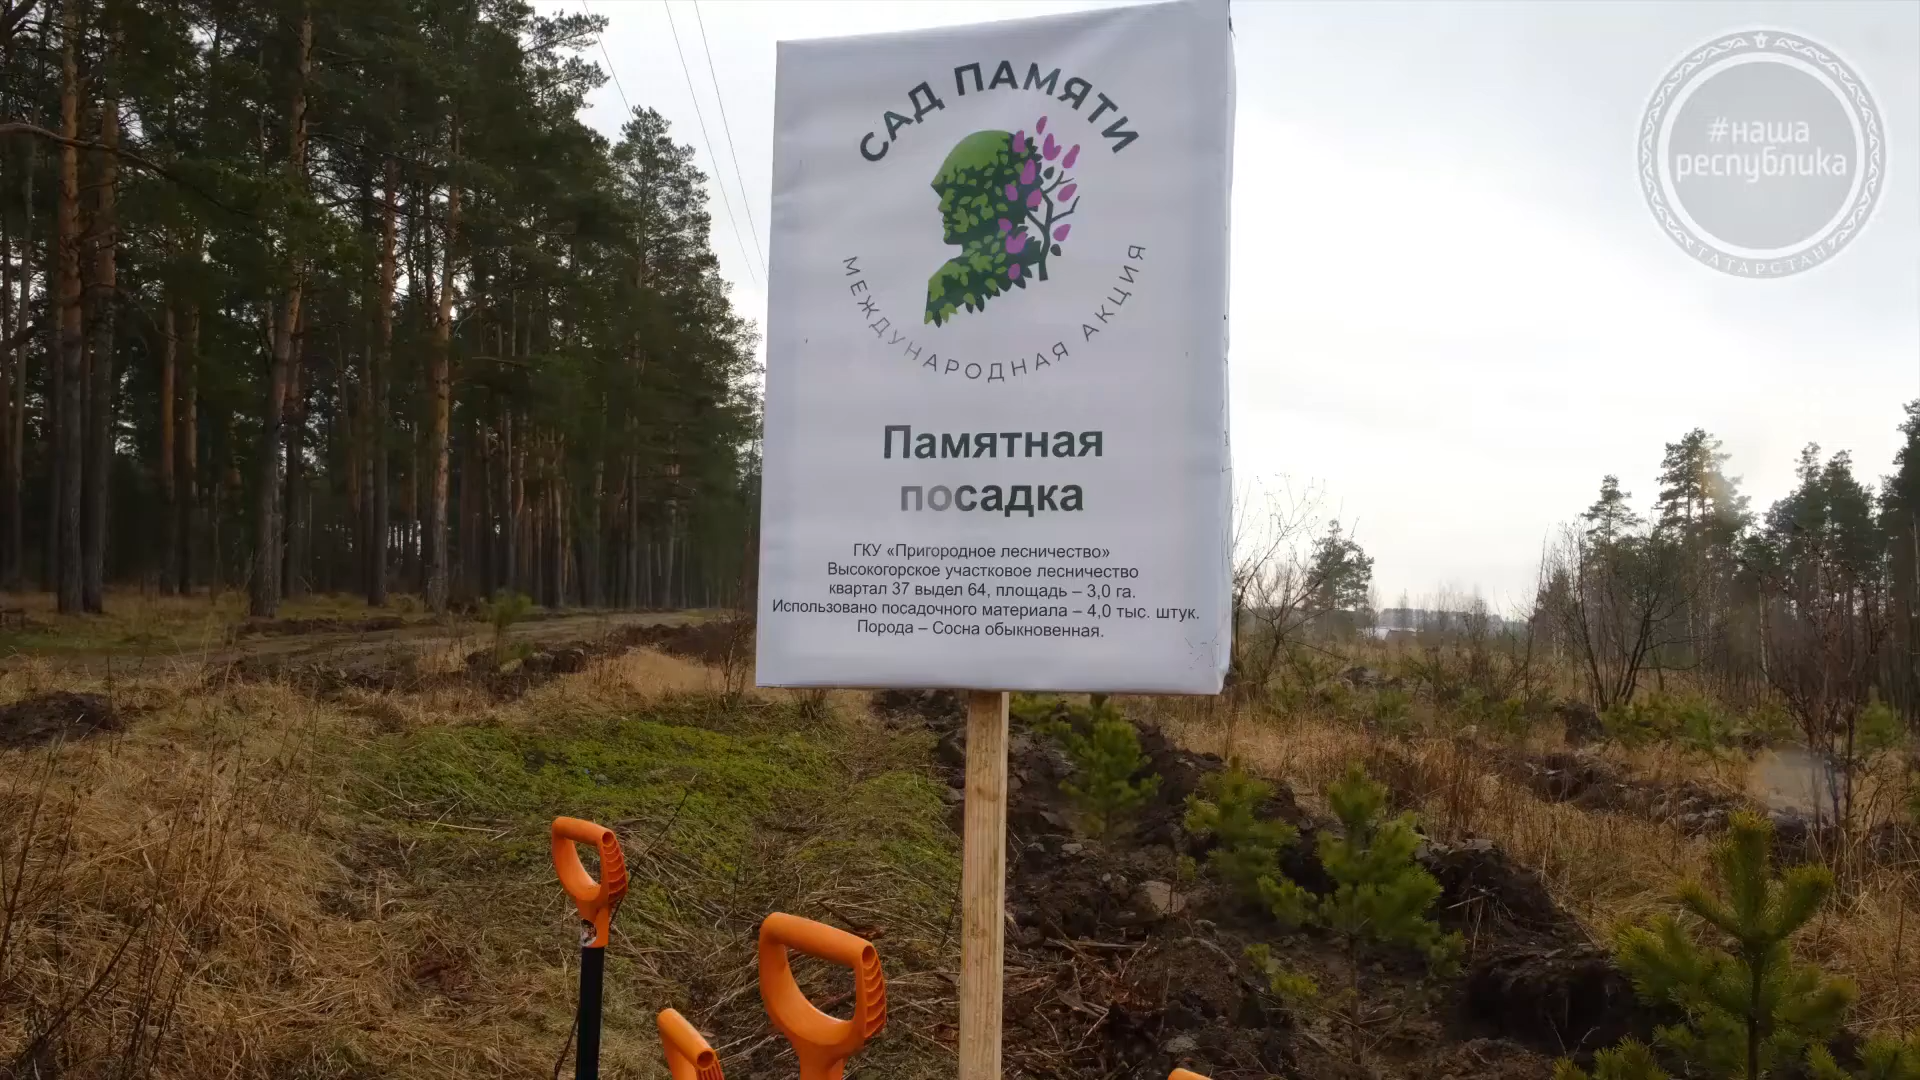 САД ПАМЯТИ
МЕЖДУНАРОДНАЯ АКЦИЯ
Памятная
посадка
ГКУ «Пригородное лесничество»
Высокогорское участковое лесничество
квартал 37 выдел 64, площадь – 3,0 га.
Использовано посадочного материала – 4,0 тыс. штук.
Порода – Сосна обыкновенная.
#наша
республика
ТАТАРСТАН